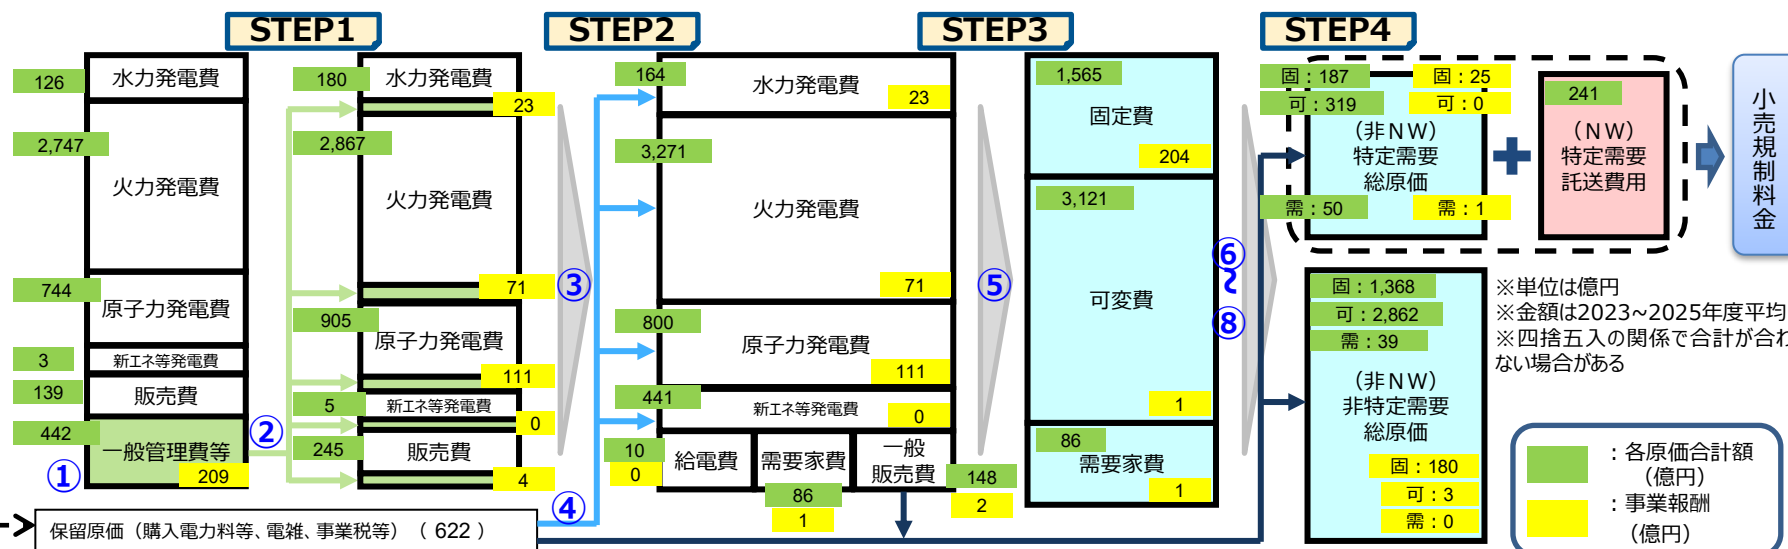 STEP1
STEP2
STEP3
STEP4
126
水力発電費
2,747
火力発電費
744
原子力発電費
3
新エネ等発電費
139
販売費
442
一般管理費等
209
①
②
180
水力発電費
23
2,867
火力発電費
71
905
原子力発電費
111
5
新エネ等発電費
0
245
販売費
4
③
④
保留原価（購入電力料等、電雑、事業税等）（ 622 ）
164
水力発電費
23
3,271
火力発電費
71
800
原子力発電費
111
441
新エネ等発電費
0
10
0
給電費
需要家費
86
1
一般
販売費
148
2
⑤
1,565
固定費
204
3,121
可変費
1
86
需要家費
1
⑥
～
⑧
固：187
固：25
可：319
可：0
（非ＮＷ）
特定需要
総原価
需：50
需：1
241
（ＮＷ）
特定需要
託送費用
小売規制料金
固：1,368
可：2,862
需：39
（非ＮＷ）
非特定需要
総原価
固：180
可：3
需：0
※単位は億円
※金額は2023~2025年度平均
※四捨五入の関係で合計が合わ
ない場合がある
：各原価合計額
（億円）
：事業報酬
（億円）